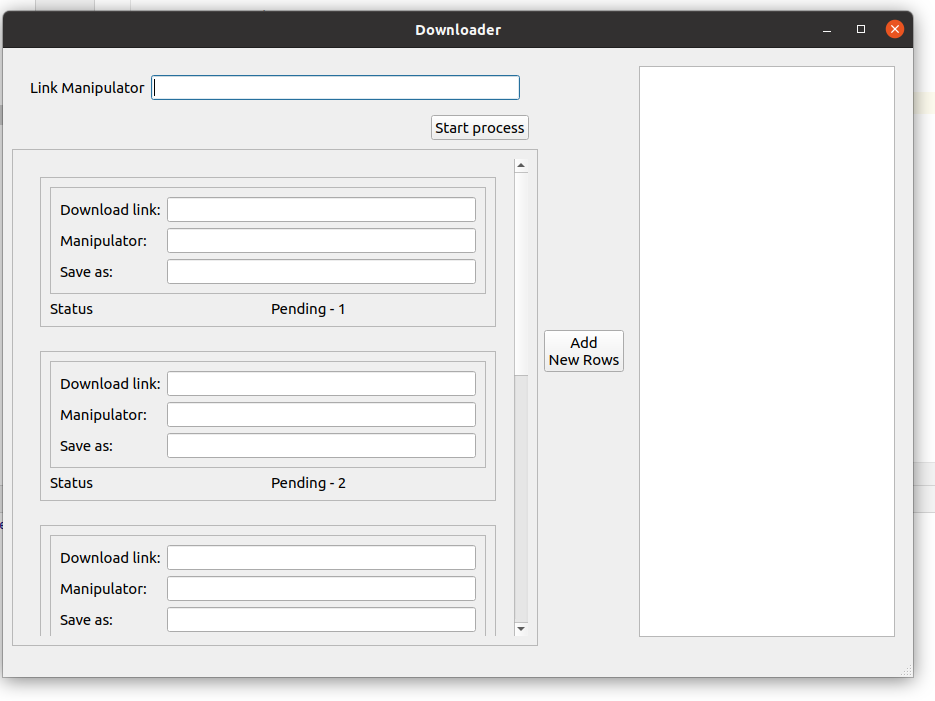 Downloader
Link Manipulator
Start process
Download link:
Manipulator:
Save as:
Status Pending - 1
Download link:
Manipulator:
Save as:
Status Pending - 2
Download link:
Manipulator:
Save as:
Add
New Rows